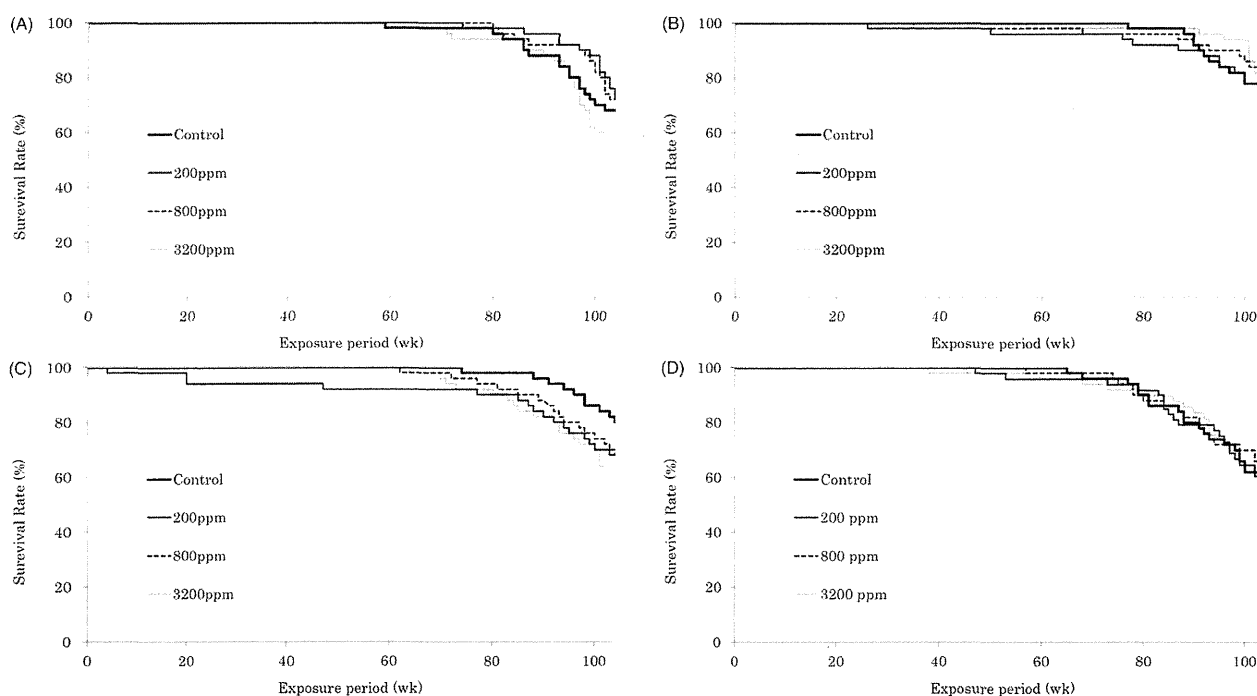 (A)
100
80
60
40
20
0
Surevival Rate (%)
Control
200ppm
800ppm
3200ppm
0 20 40 60 80 100
Exposure period (wk)
(B)
100
80
60
40
20
0
Surevival Rate (%)
Control
200ppm
800ppm
3200ppm
0 20 40 60 80 100
Exposure period (wk)
(C)
100
80
60
40
20
0
Surevival Rate (%)
Control
200ppm
800ppm
3200ppm
0 20 40 60 80 100
Exposure period (wk)
(D)
100
80
60
40
20
0
Surevival Rate (%)
Control
200 ppm
800 ppm
3200 ppm
0 20 40 60 80 100
Exposure period (wk)